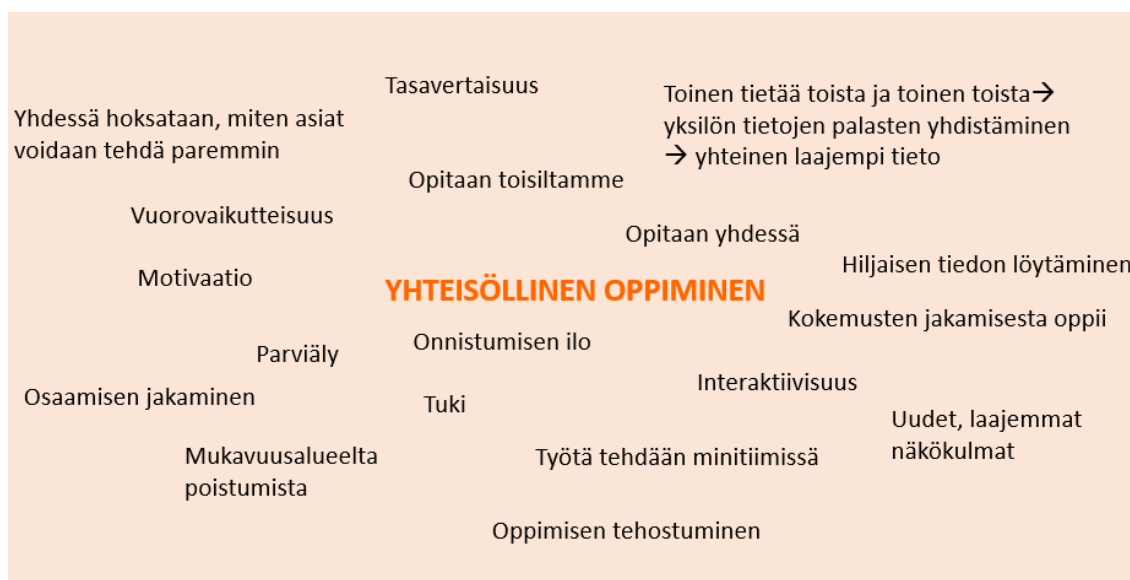 Tasavertaisuus
Toinen tietää toista ja toinen toista→
yksilön tietojen palasten yhdistäminen
→ yhteinen laajempi tieto
Yhdessä hoksataan, miten asiat
voidaan tehdä paremmin
Opitaan toisiltamme
Vuorovaikutteisuus
Opitaan yhdessä
Hiljaisen tiedon löytäminen
Motivaatio
YHTEISÖLLINEN OPPIMINEN
Kokemusten jakamisesta oppii
Onnistumisen ilo
Parviäly
Interaktiivisuus
Osaamisen jakaminen
Tuki
Uudet, laajemmat
näkökulmat
Mukavuusalueelta
poistumista
Työtä tehdään minitiimissä
Oppimisen tehostuminen